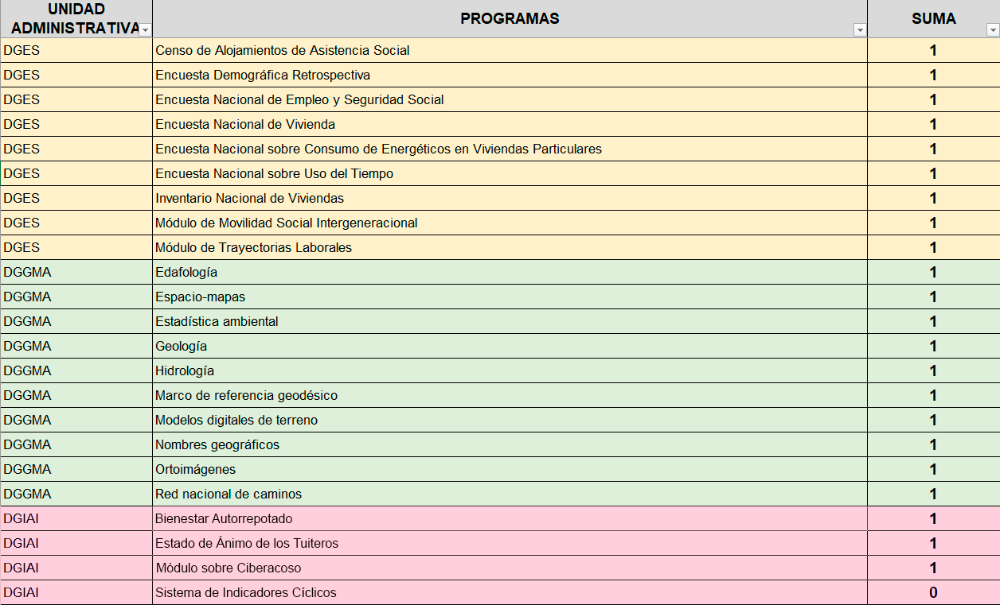 UNIDAD ADMINISTRATIVA PROGRAMAS SUMA
DGES Censo de Alojamientos de Asistencia Social 1
DGES Encuesta Demográfica Retrospectiva 1
DGES Encuesta Nacional de Empleo y Seguridad Social 1
DGES Encuesta Nacional de Vivienda 1
DGES Encuesta Nacional sobre Consumo de Energéticos en Viviendas Particulares 1
DGES Encuesta Nacional sobre Uso del Tiempo 1
DGES Inventario Nacional de Viviendas 1
DGES Módulo de Movilidad Social Intergeneracional 1
DGES Módulo de Trayectorias Laborales 1
DGGMA Edafología 1
DGGMA Espacio-mapas 1
DGGMA Estadística ambiental 1
DGGMA Geología 1
DGGMA Hidrología 1
DGGMA Marco de referencia geodésico 1
DGGMA Modelos digitales de terreno 1
DGGMA Nombres geográficos 1
DGGMA Ortoimágenes 1
DGGMA Red nacional de caminos 1
DGIAI Bienestar Autorrepotado 1
DGIAI Estado de Ánimo de los Tuiteros 1
DGIAI Módulo sobre Ciberacoso 1
DGIAI Sistema de Indicadores Cíclicos 0